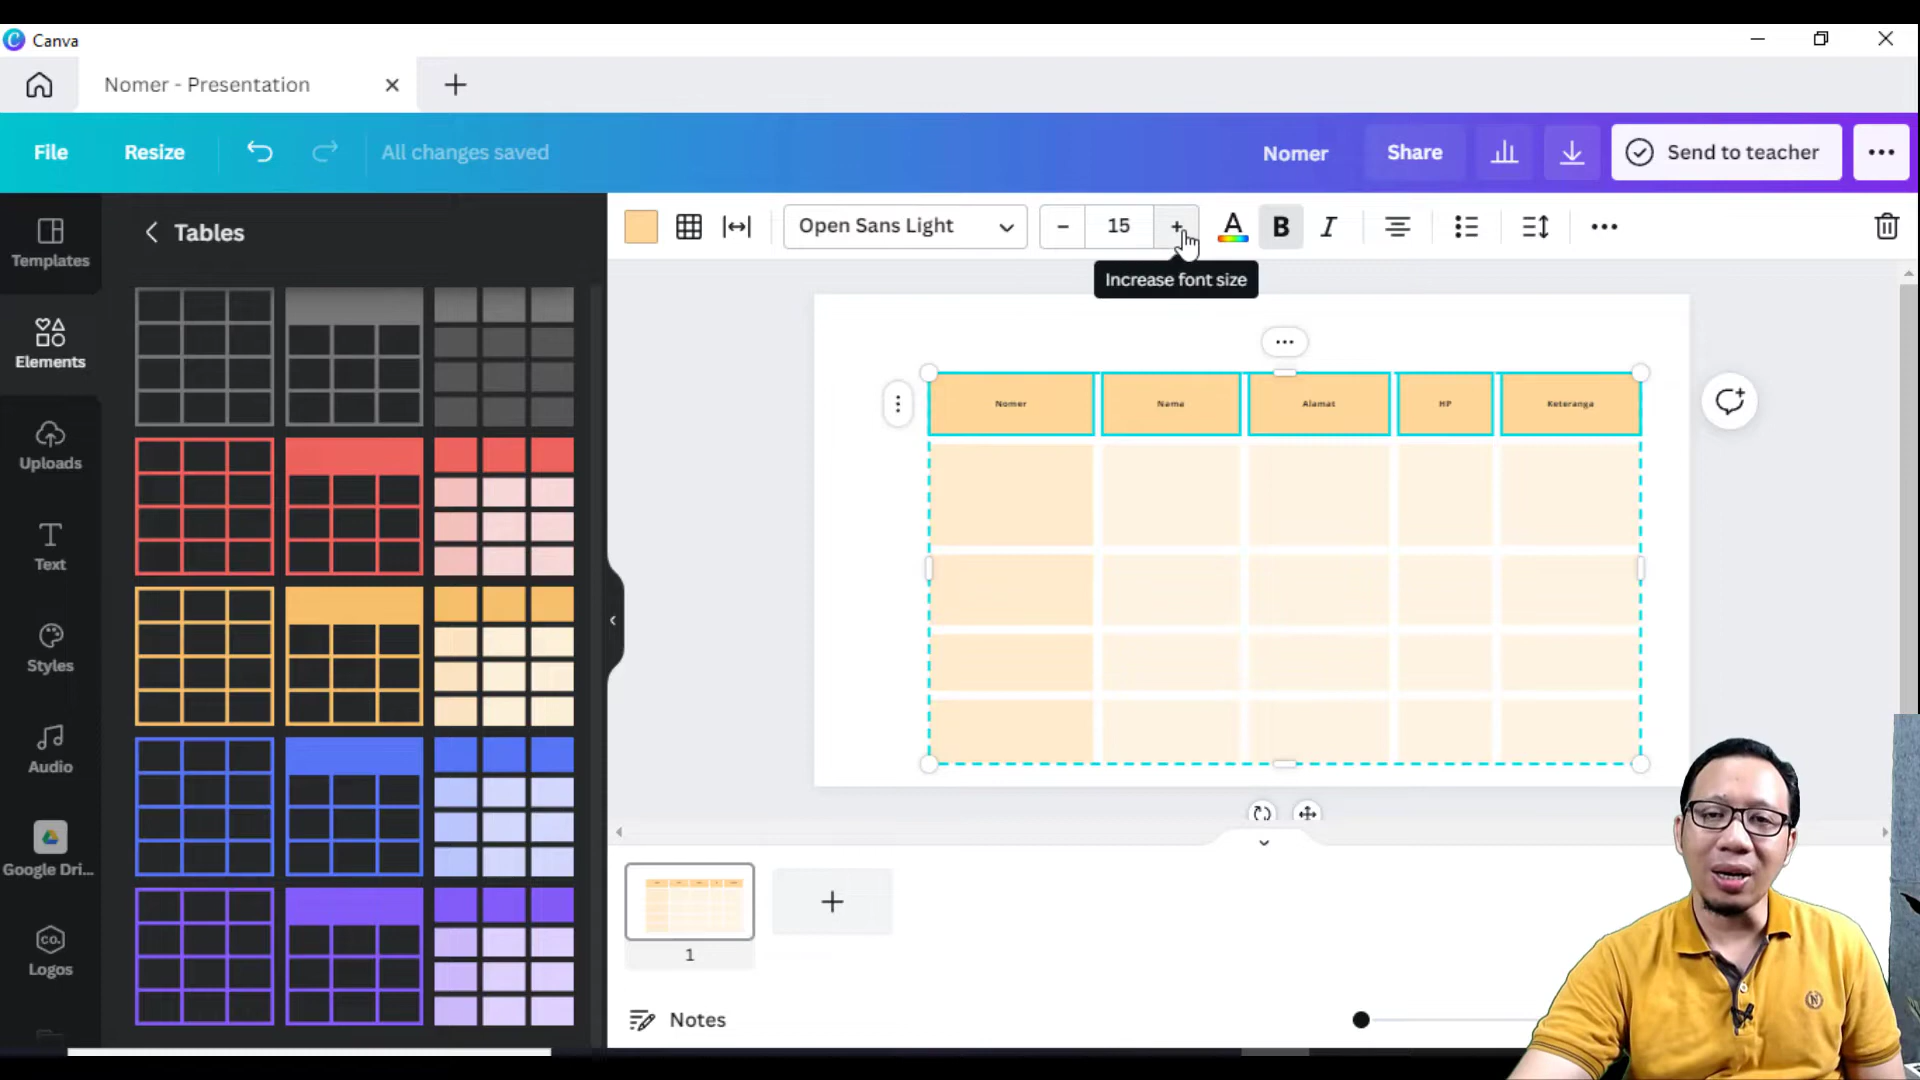 Canva
Nomer - Presentation
File
Resize
All changes saved
Nomer
Share
Send to teacher
Templates
Elements
Uploads
Text
Styles
Audio
Google Dri...
CO.
Logos
Tables
Open Sans Light
15
A
B
I
Increase font size
Nomer
Nama
Alamat
HP
Keteranga
1
Notes